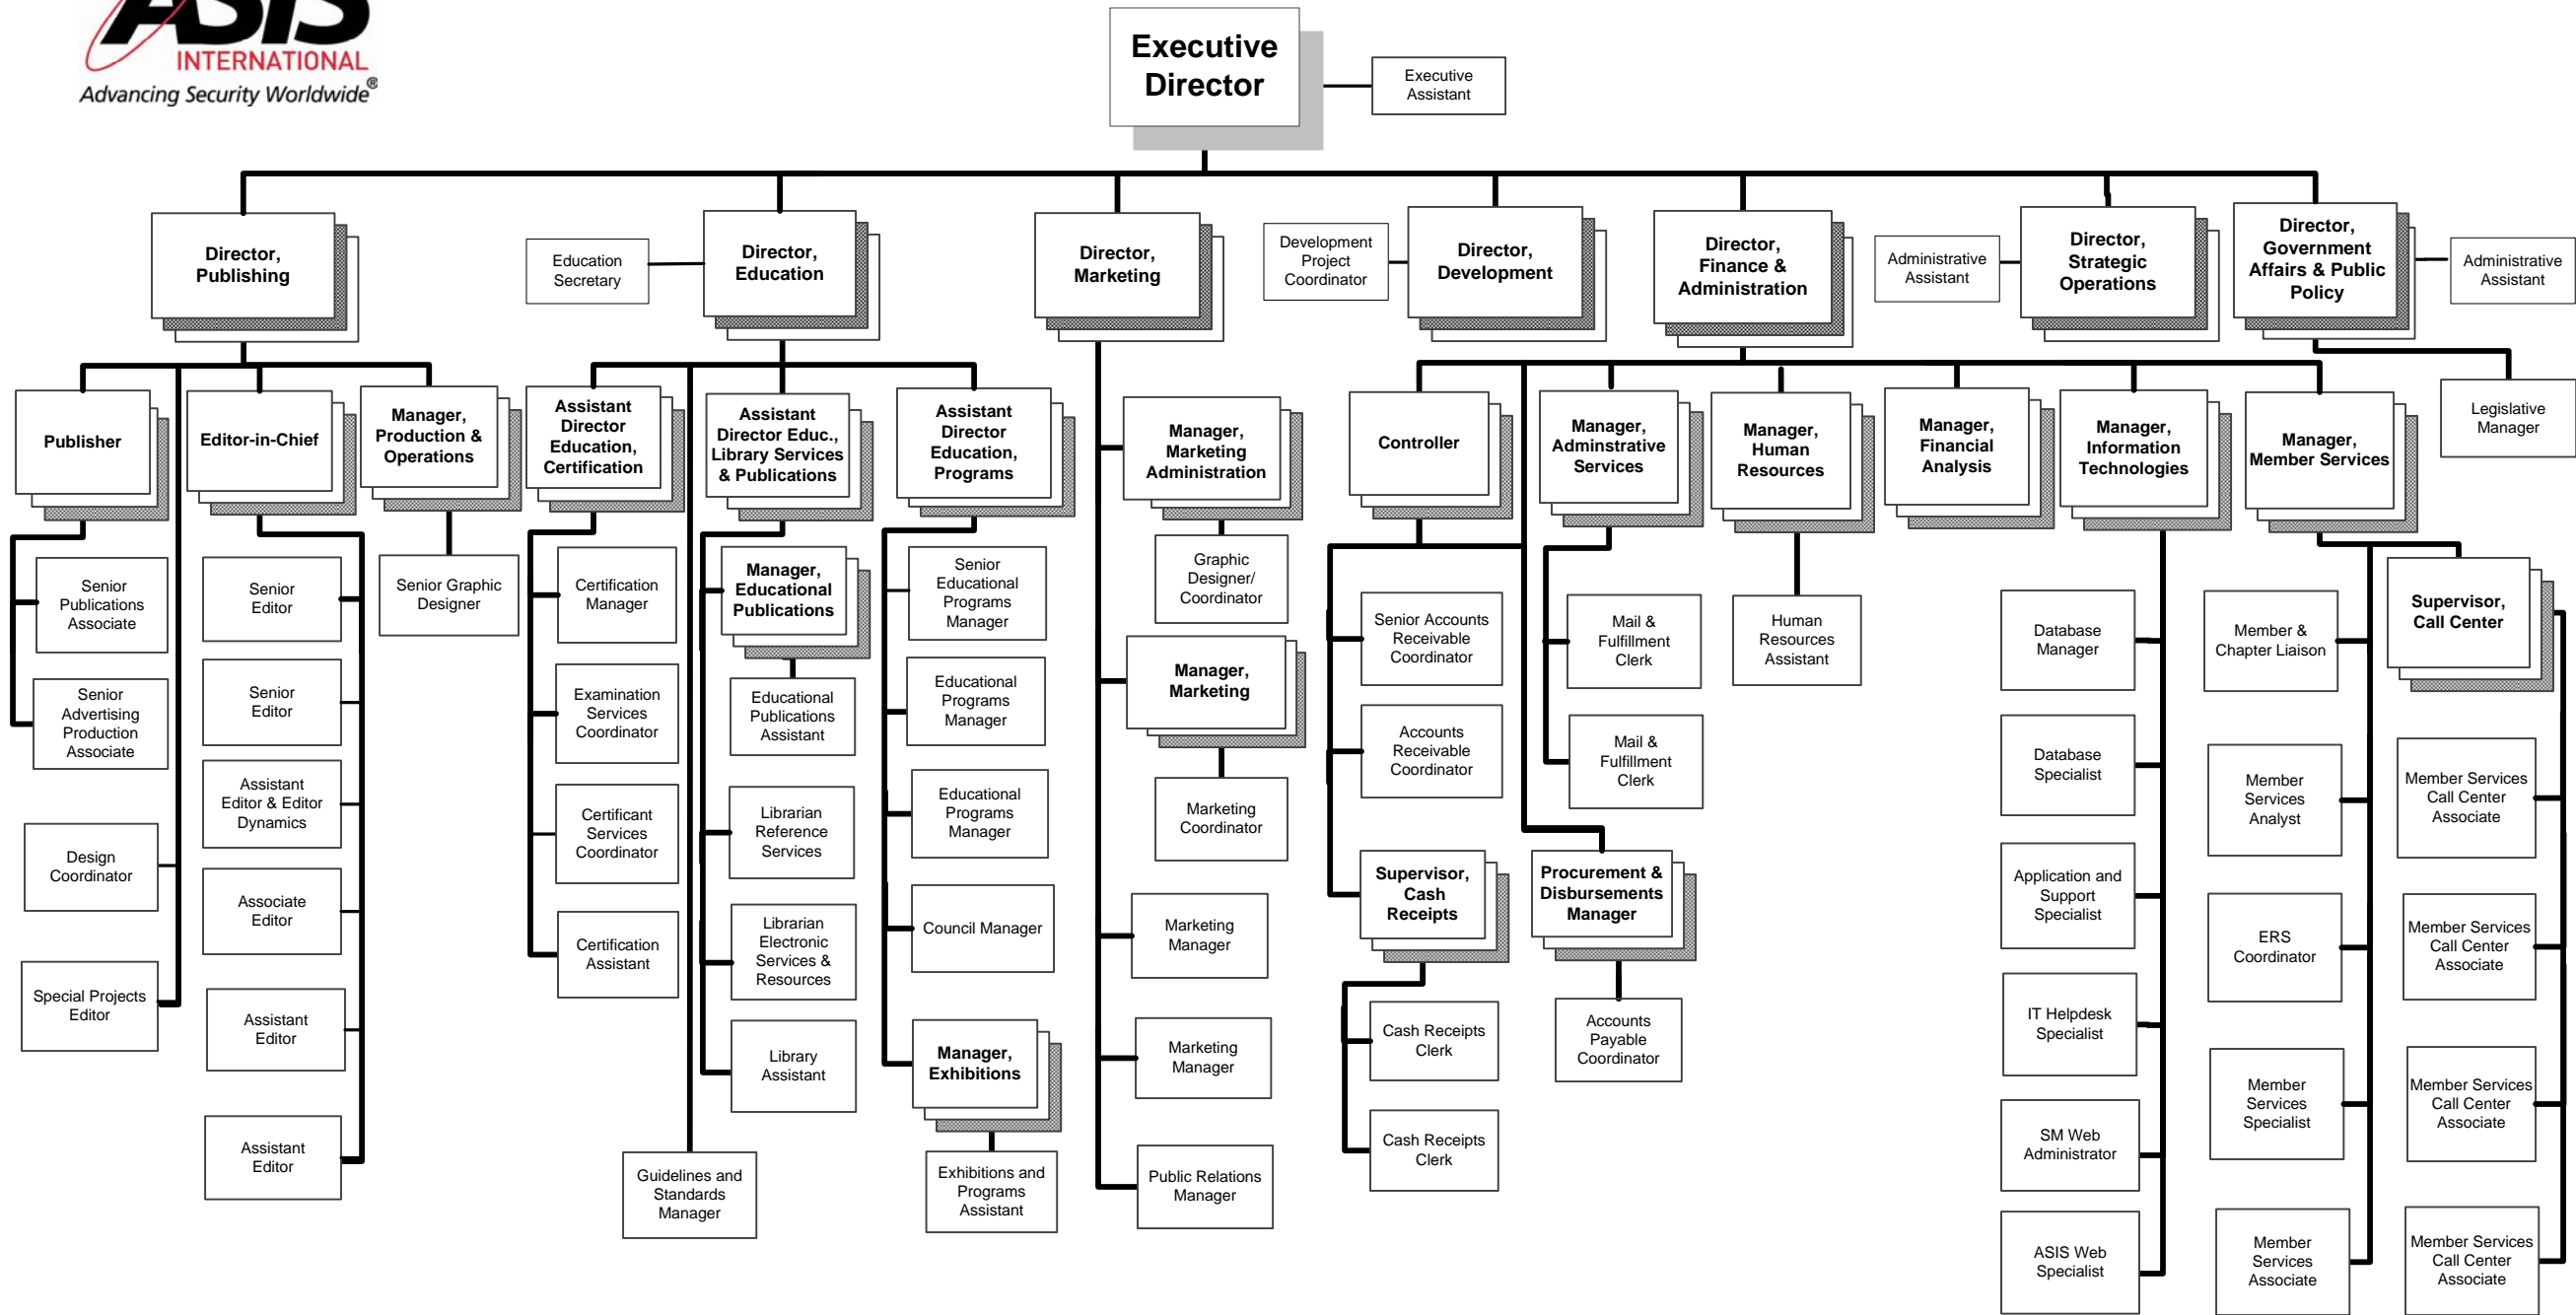 ASIS
INTERNATIONAL
Advancing Security Worldwide®
Executive
Director
Executive
Assistant
Director,
Publishing
Education
Secretary
Director,
Education
Director,
Marketing
Development
Project
Coordinator
Director,
Development
Director,
Finance &
Administration
Administrative
Assistant
Director,
Strategic
Operations
Director,
Government
Affairs & Public
Policy
Administrative
Assistant
Publisher
Editor-in-Chief
Manager,
Production &
Operations
Assistant
Director
Education,
Certification
Assistant
Director Educ.,
Library Services
& Publications
Assistant
Director
Education,
Programs
Manager,
Marketing
Administration
Controller
Manager,
Adminstrative
Services
Manager,
Human
Resources
Manager,
Financial
Analysis
Manager,
Information
Technologies
Manager,
Member Services
Legislative
Manager
Senior
Publications
Associate
Senior
Advertising
Production
Associate
Design
Coordinator
Special Projects
Editor
Senior
Editor
Senior
Editor
Assistant
Editor & Editor
Dynamics
Associate
Editor
Assistant
Editor
Assistant
Editor
Senior Graphic
Designer
Certification
Manager
Examination
Services
Coordinator
Certificant
Services
Coordinator
Certification
Assistant
Guidelines and
Standards
Manager
Manager,
Educational
Publications
Educational
Publications
Assistant
Librarian
Reference
Services
Librarian
Electronic
Services &
Resources
Library
Assistant
Senior
Educational
Programs
Manager
Educational
Programs
Manager
Educational
Programs
Manager
Council Manager
Manager,
Exhibitions
Exhibitions and
Programs
Assistant
Graphic
Designer/
Coordinator
Manager,
Marketing
Marketing
Coordinator
Marketing
Manager
Marketing
Manager
Public Relations
Manager
Senior Accounts
Receivable
Coordinator
Accounts
Receivable
Coordinator
Supervisor,
Cash
Receipts
Cash Receipts
Clerk
Cash Receipts
Clerk
Procurement &
Disbursements
Manager
Accounts
Payable
Coordinator
Mail &
Fulfillment
Clerk
Mail &
Fulfillment
Clerk
Human
Resources
Assistant
Database
Manager
Database
Specialist
Application and
Support
Specialist
IT Helpdesk
Specialist
SM Web
Administrator
ASIS Web
Specialist
Member &
Chapter Liaison
Member
Services
Analyst
ERS
Coordinator
Member
Services
Specialist
Member
Services
Associate
Supervisor,
Call Center
Member Services
Call Center
Associate
Member Services
Call Center
Associate
Member Services
Call Center
Associate
Member Services
Call Center
Associate